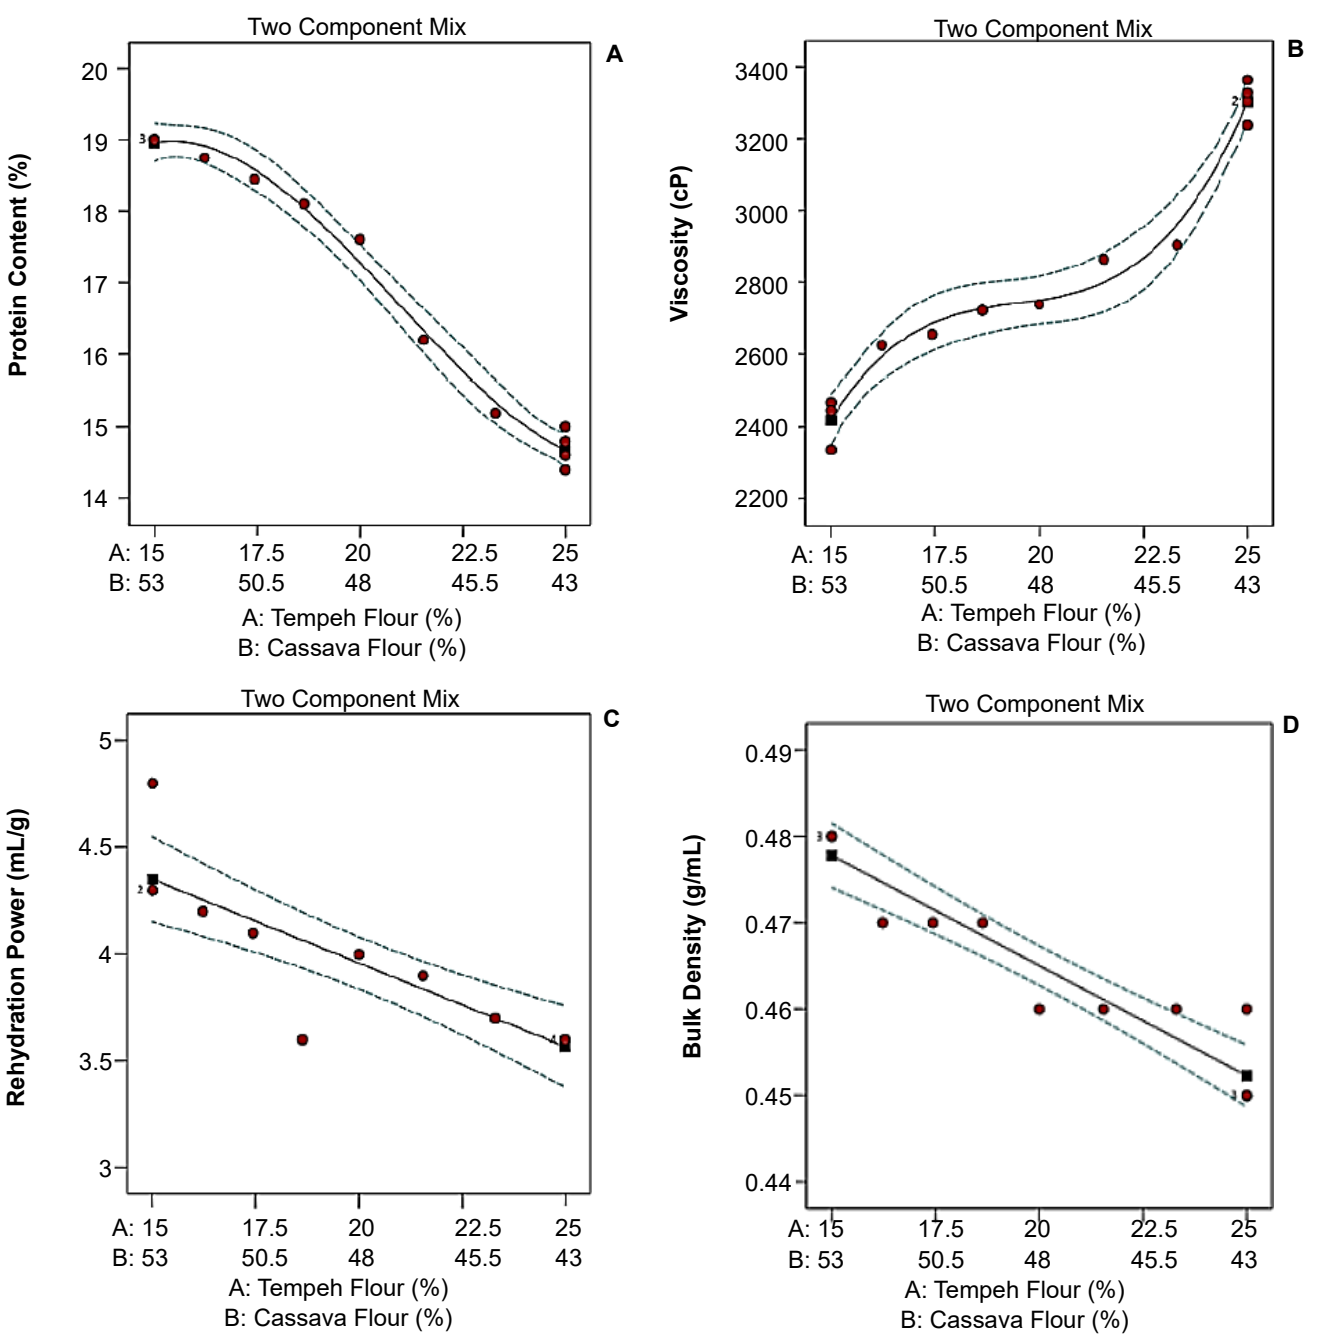 Two Component Mix
A
Protein Content (%)
20
19
18
17
16
15
14
3
A: 15 17.5 20 22.5 25
B: 53 50.5 48 45.5 43
A: Tempeh Flour (%)
B: Cassava Flour (%)
Two Component Mix
B
Viscosity (cP)
3400
3200
3000
2800
2600
2400
2200
2
A: 15 17.5 20 22.5 25
B: 53 50.5 48 45.5 43
A: Tempeh Flour (%)
B: Cassava Flour (%)
Two Component Mix
C
Rehydration Power (mL/g)
5
4.5
4
3.5
3
2
4
A: 15 17.5 20 22.5 25
B: 53 50.5 48 45.5 43
A: Tempeh Flour (%)
B: Cassava Flour (%)
Two Component Mix
D
Bulk Density (g/mL)
0.49
0.48
0.47
0.46
0.45
0.44
A: 15 17.5 20 22.5 25
B: 53 50.5 48 45.5 43
A: Tempeh Flour (%)
B: Cassava Flour (%)